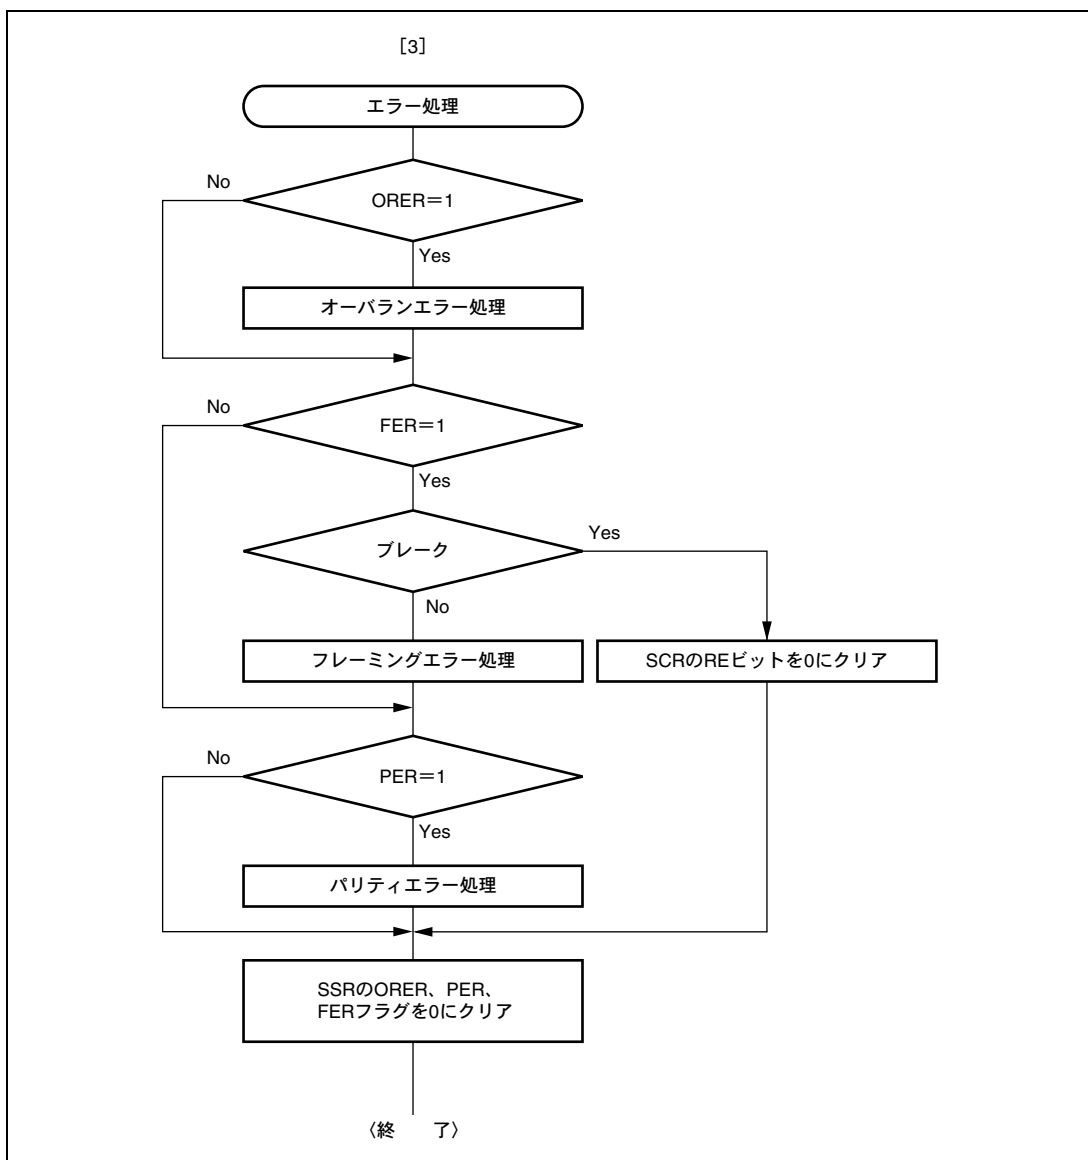 ［3］
エラー処理
No
ORER＝1
Yes
オーバランエラー処理
No
FER＝1
Yes
ブレーク
Yes
No
フレーミングエラー処理
SCRのREビットを0にクリア
No
PER＝1
Yes
パリティエラー処理
SSRのORER、PER、
FERフラグを0にクリア
〈終　　了〉